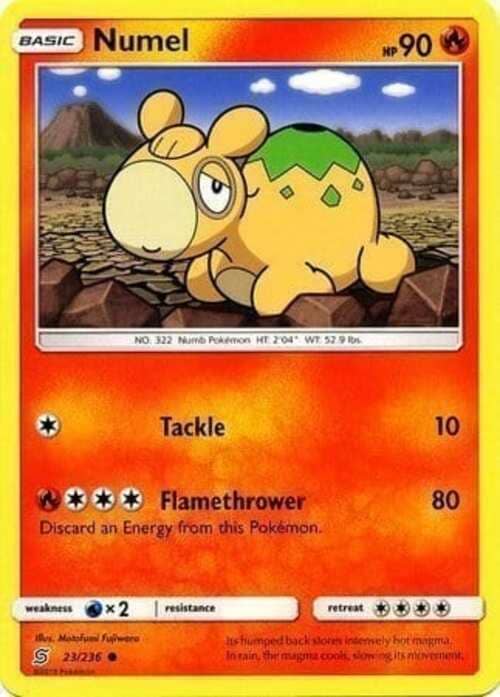 BASIC Numel HP 90
NO. 322 Numb Pokémon HT: 2'04" WT: 52.9 lbs.
Tackle 10
Flamethrower 80
Discard an Energy from this Pokémon.
weakness ×2 resistance retreat
Illus. Motofumi Fujiwara
Its humped back stores intensely hot magma.
S 23/236
In rain, the magma cools, slowing its movement.